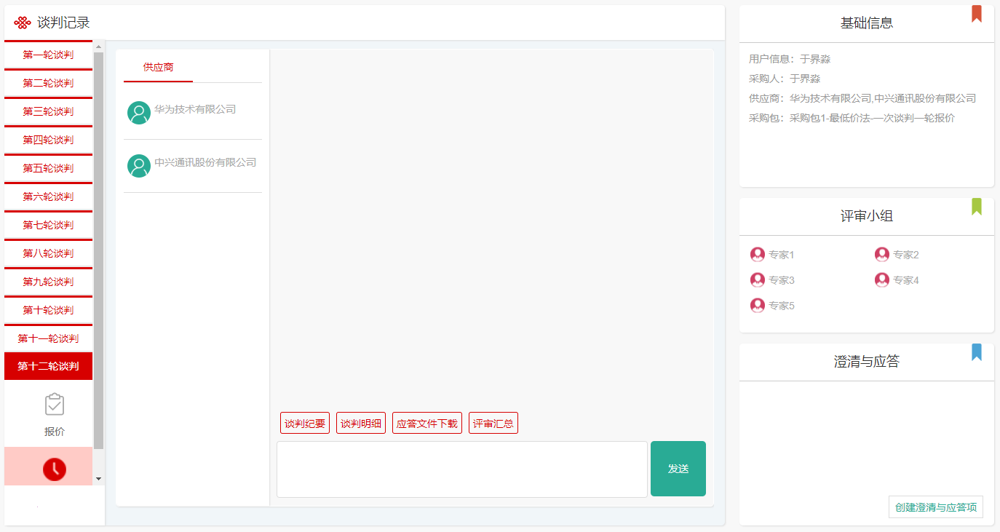 谈判记录
第一轮谈判
第二轮谈判
第三轮谈判
第四轮谈判
第五轮谈判
第六轮谈判
第七轮谈判
第八轮谈判
第九轮谈判
第十轮谈判
第十一轮谈判
第十二轮谈判
报价
供应商
华为技术有限公司
中兴通讯股份有限公司
谈判纪要
谈判明细
应答文件下载
评审汇总
发送
基础信息
用户信息：于界淼
采购人：于界淼
供应商：华为技术有限公司,中兴通讯股份有限公司
采购包：采购包1-最低价法-一次谈判一轮报价
评审小组
专家1
专家2
专家3
专家4
专家5
澄清与应答
创建澄清与应答项